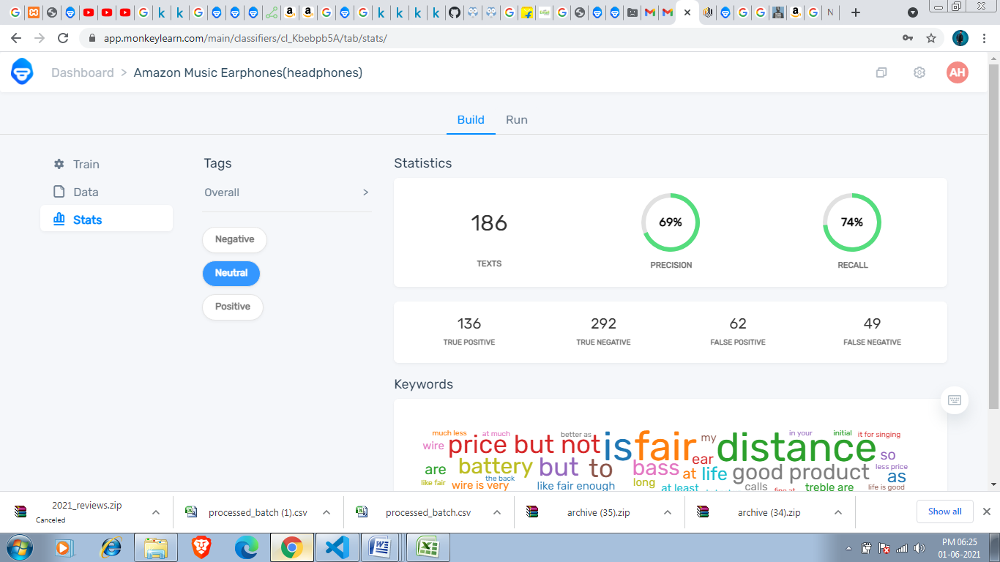 app.monkeylearn.com/main/classifiers/cl_Kbebpb5A/tab/stats/
Dashboard > Amazon Music Earphones(headphones)
AH
Build Run
Train
Data
Stats
Tags
Overall >
Negative
Neutral
Positive
Statistics
186
TEXTS
69%
PRECISION
74%
RECALL
136
TRUE POSITIVE
292
TRUE NEGATIVE
62
FALSE POSITIVE
49
FALSE NEGATIVE
Keywords
much less at much better as in your initial it for singing
wire price but not is fair my distance so
are battery but to bass ear at life good product less price as
like fair wire is very the back like fair enough long at least calls treble are life is good
2021_reviews.zip
Canceled
processed_batch (1).csv
processed_batch.csv
archive (35).zip
archive (34).zip
Show all
PM 06:25
01-06-2021